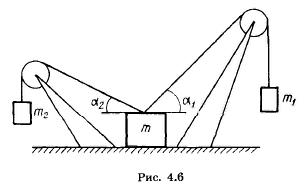 α₂ α₁
m₂ m m₁
Рис. 4.6